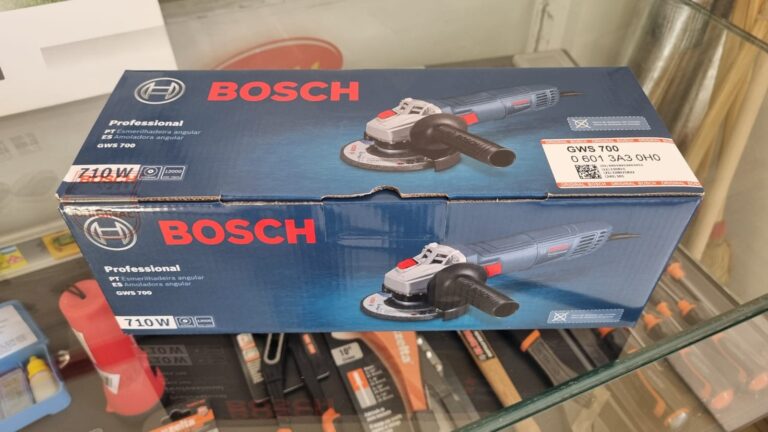 BOSCH
Professional
PT Esmerilhadeira angular
ES Amoladora angular
GWS 700
710 W
GWS 700
0 601 3A3 0H0
BOSCH
Professional
PT Esmerilhadeira angular
ES Amoladora angular
GWS 700
710 W